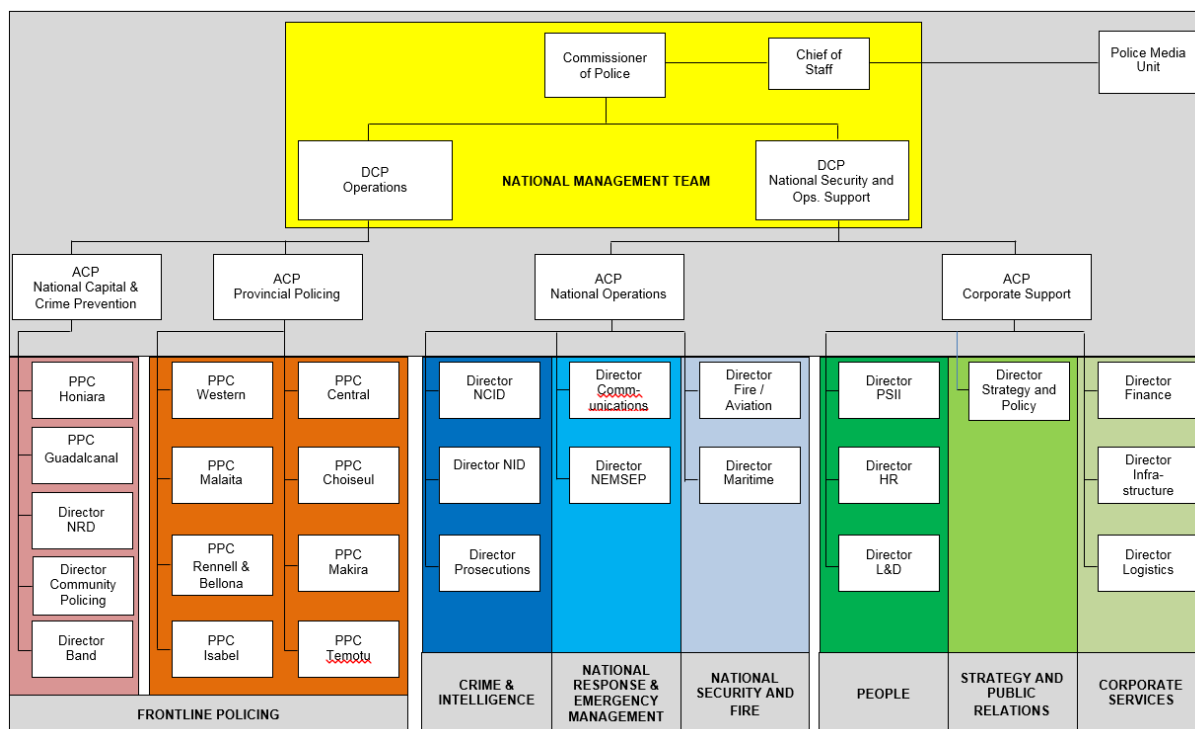 Commissioner
of Police
Chief of
Staff
Police Media
Unit
DCP
Operations
NATIONAL MANAGEMENT TEAM
DCP
National Security and
Ops. Support
ACP
National Capital &
Crime Prevention
ACP
Provincial Policing
ACP
National Operations
ACP
Corporate Support
PPC
Honiara
PPC
Guadalcanal
Director
NRD
Director
Community
Policing
Director
Band
PPC
Western
PPC
Malaita
PPC
Rennell &
Bellona
PPC
Isabel
PPC
Central
PPC
Choiseul
PPC
Makira
PPC
Temotu
Director
NCID
Director NID
Director
Prosecutions
Director
Comm-
unications
Director
NEMSEP
Director
Fire /
Aviation
Director
Maritime
Director
PSII
Director
HR
Director
L&D
Director
Strategy and
Policy
Director
Finance
Director
Infra-
structure
Director
Logistics
FRONTLINE POLICING
CRIME &
INTELLIGENCE
NATIONAL
RESPONSE &
EMERGENCY
MANAGEMENT
NATIONAL
SECURITY AND
FIRE
PEOPLE
STRATEGY AND
PUBLIC
RELATIONS
CORPORATE
SERVICES